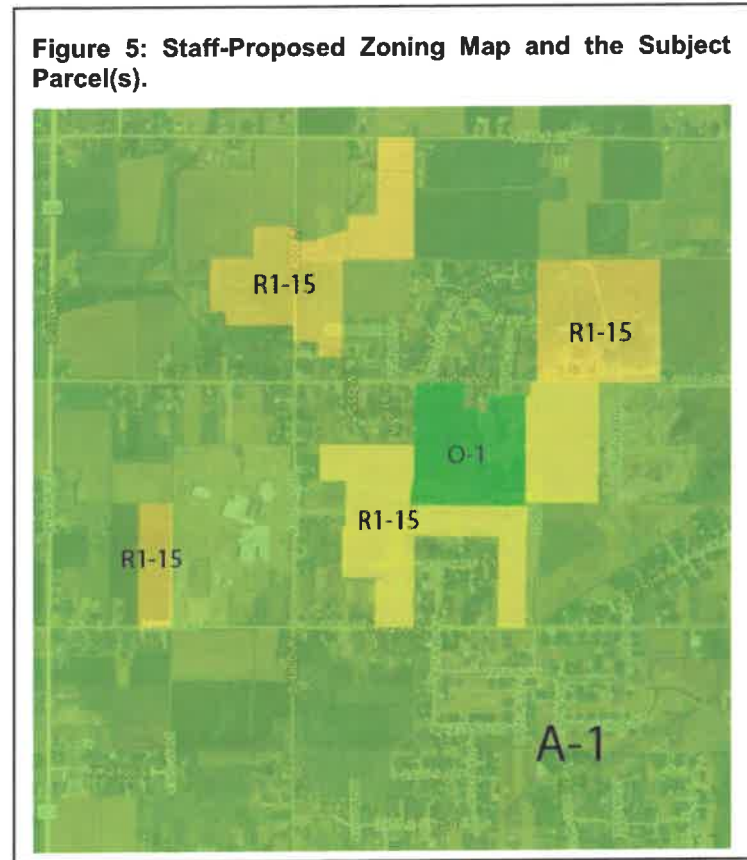 Figure 5: Staff-Proposed Zoning Map and the Subject
Parcel(s).
R1-15
R1-15
O-1
R1-15
R1-15
A-1